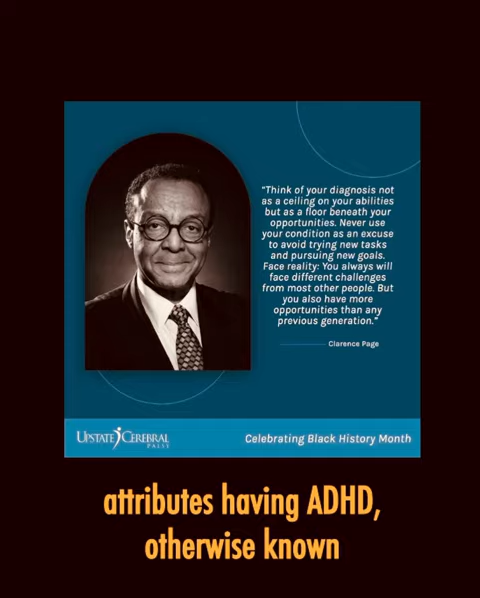 "Think of your diagnosis not
as a ceiling on your abilities
but as a floor beneath your
opportunities. Never use
your condition as an excuse
to avoid trying new tasks
and pursuing new goals.
Face reality: You always will
face different challenges
from most other people. But
you also have more
opportunities than any
previous generation."
Clarence Page
UPSTATE CEREBRAL
PALSY
Celebrating Black History Month
attributes having ADHD,
otherwise known